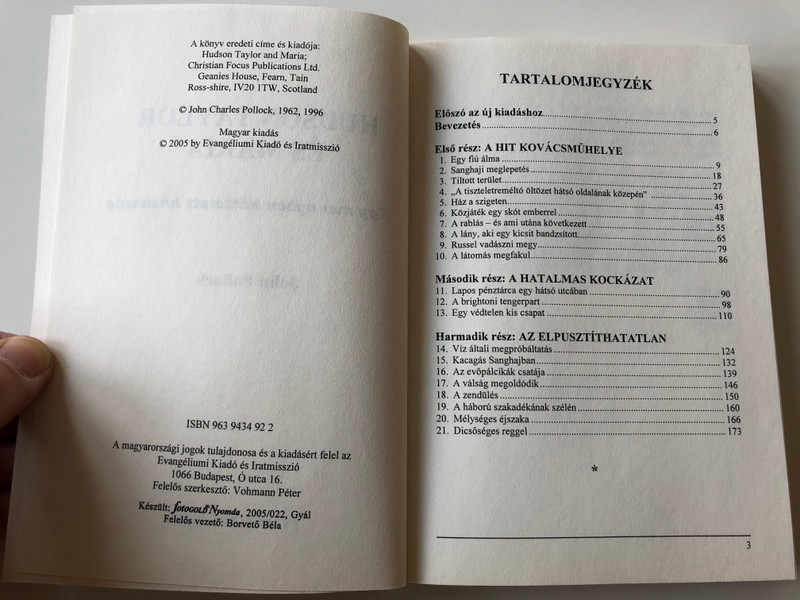 A könyv eredeti címe és kiadója:
Hudson Taylor and Maria;
Christian Focus Publications Ltd.
Geanies House, Fearn, Tain
Ross-shire, IV20 1TW, Scotland
© John Charles Pollock, 1962, 1996
Magyar kiadás
© 2005 by Evangéliumi Kiadó és Iratmisszió
ISBN 963 9434 92 2
A magyarországi jogok tulajdonosa és a kiadásért felel az
Evangéliumi Kiadó és Iratmisszió
1066 Budapest, Ó utca 16.
Felelős szerkesztő: Vohmann Péter
Készült: fotoGOLD Nyomda, 2005/022, Gyál
Felelős vezető: Borvető Béla
TARTALOMJEGYZÉK
Előszó az új kiadáshoz 5
Bevezetés 6
Első rész: A HIT KOVÁCSMŰHELYE
1. Egy fiú álma 9
2. Sanghaji meglepetés 18
3. Tiltott terület 27
4. „A tiszteletreméltó öltözet hátsó oldalának közepén” 36
5. Ház a szigeten 43
6. Közjáték egy skót emberrel 48
7. A rablás – és ami utána következett 55
8. A lány, aki egy kicsit bandzsított 65
9. Russel vadászni megy 79
10. A látomás megfakul 86
Második rész: A HATALMAS KOCKÁZAT
11. Lapos pénztárca egy hátsó utcában 90
12. A brightoni tengerpart 98
13. Egy védtelen kis csapat 110
Harmadik rész: AZ ELPUSZTÍTHATATLAN
14. Víz általi megpróbáltatás 124
15. Kacagás Sanghajban 132
16. Az evőpálcikák csatája 139
17. A válság megoldódik 146
18. A zendülés 150
19. A háború szakadékának szélén 160
20. Mélységes éjszaka 166
21. Dicsőséges reggel 173
*
3